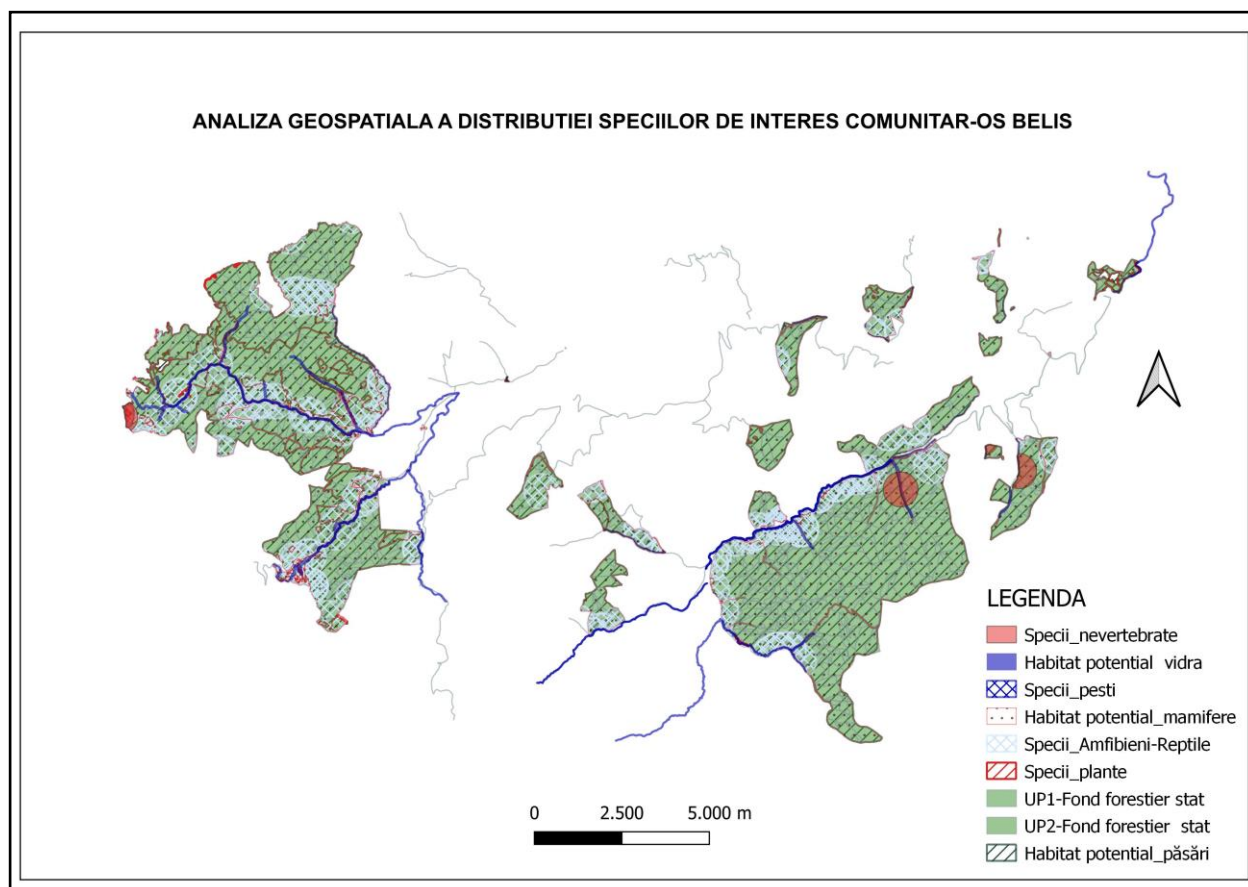 ANALIZA GEOSPATIALA A DISTRIBUTIEI SPECIILOR DE INTERES COMUNITAR-OS BELIS
LEGENDA
Specii_nevertebrate
Habitat potential vidra
Specii_pesti
Habitat potential_mamifere
Specii_Amfibieni-Reptile
Specii_plante
UP1-Fond forestier stat
UP2-Fond forestier stat
Habitat potential_păsări
0 2.500 5.000 m